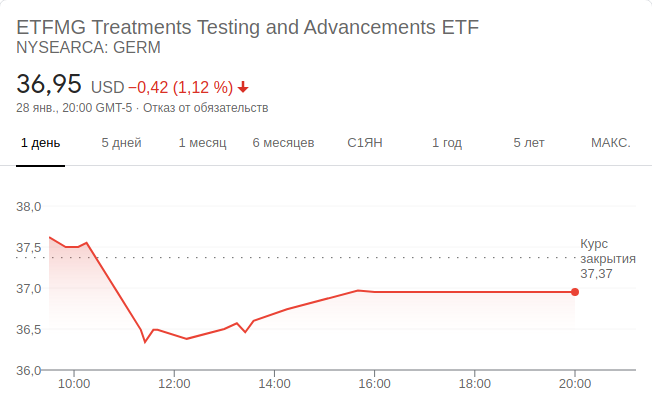 ETFMG Treatments Testing and Advancements ETF
NYSEARCA: GERM
36,95 USD −0,42 (1,12 %)
28 янв., 20:00 GMT-5 · Отказ от обязательств
1 день 5 дней 1 месяц 6 месяцев С1ЯН 1 год 5 лет МАКС.
38,0
37,5
37,0
36,5
36,0
Курс
закрытия
37,37
10:00 12:00 14:00 16:00 18:00 20:00